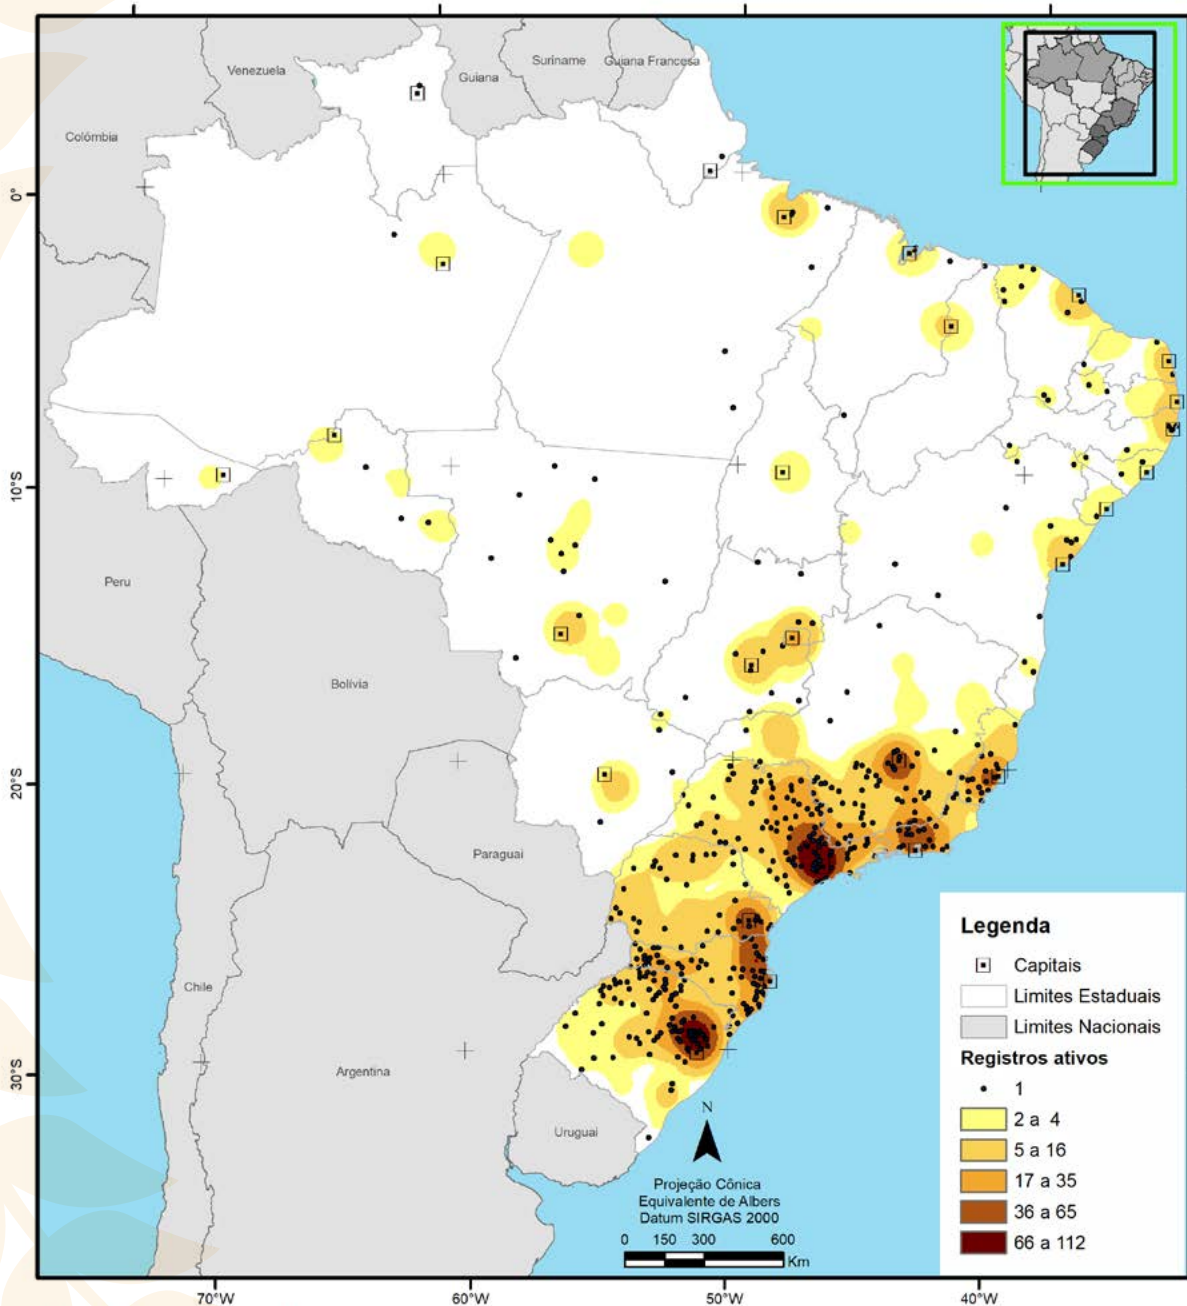 Venezuela
Guiana
Suriname
Guiana Francesa
Colômbia
0°
10°S
Peru
Bolívia
20°S
Paraguai
Chile
Argentina
30°S
Uruguai
N
Projeção Cônica
Equivalente de Albers
Datum SIRGAS 2000
0 150 300 600
Km
Legenda
Capitais
Limites Estaduais
Limites Nacionais
Registros ativos
1
2 a 4
5 a 16
17 a 35
36 a 65
66 a 112
70°W 60°W 50°W 40°W